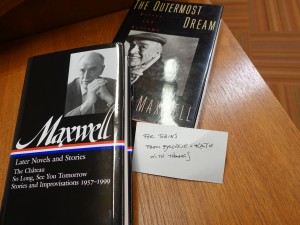 THE OUTERMOST
DREAM
MAXWELL
Maxwell
Later Novels and Stories
The Château
So Long, See You Tomorrow
Stories and Improvisations 1957–1999
FROM
WITH THANKS